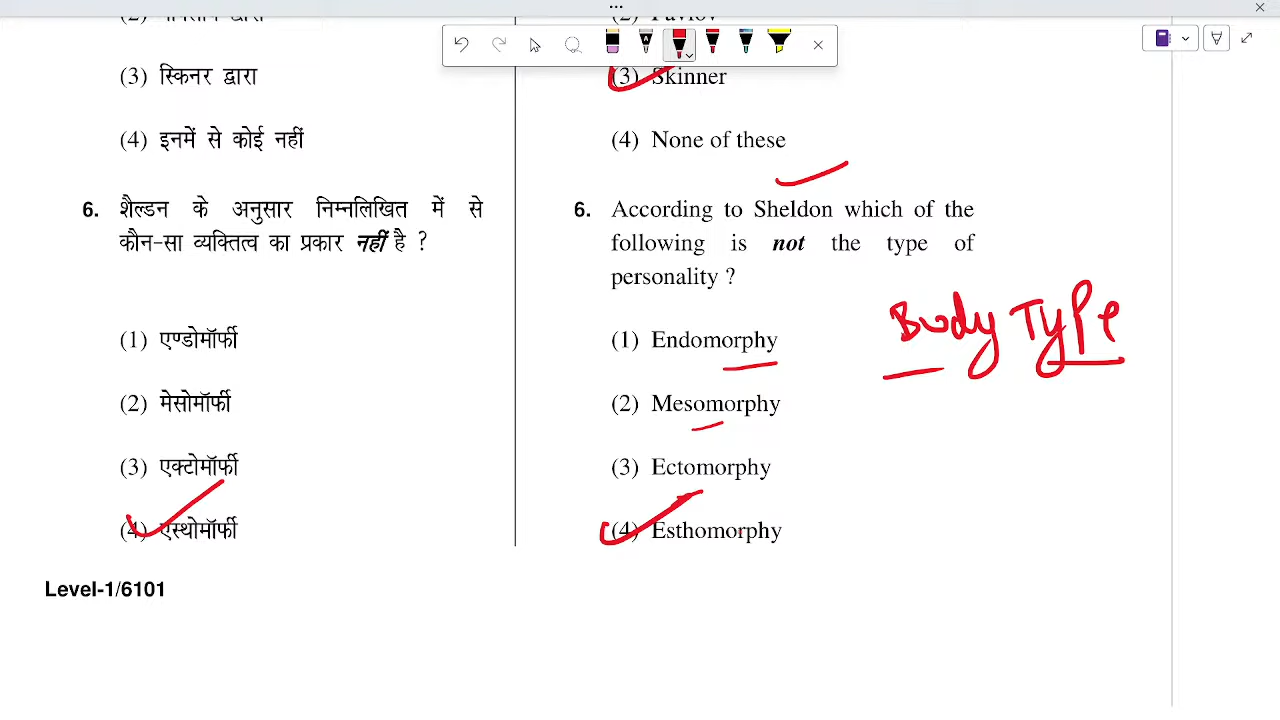 (2) Pavlov
(3) स्किनर द्वारा
(4) इनमें से कोई नहीं
6. शैल्डन के अनुसार निम्नलिखित में से
कौन-सा व्यक्तित्व का प्रकार नहीं है ?
(1) एण्डोमॉर्फी
(2) मेसोमॉर्फी
(3) एक्टोमॉर्फी
(4) एस्थोमॉर्फी
Level-1/6101
(3) Skinner
(4) None of these
6. According to Sheldon which of the
following is not the type of
personality ?
(1) Endomorphy
(2) Mesomorphy
(3) Ectomorphy
(4) Esthomorphy
Body Type